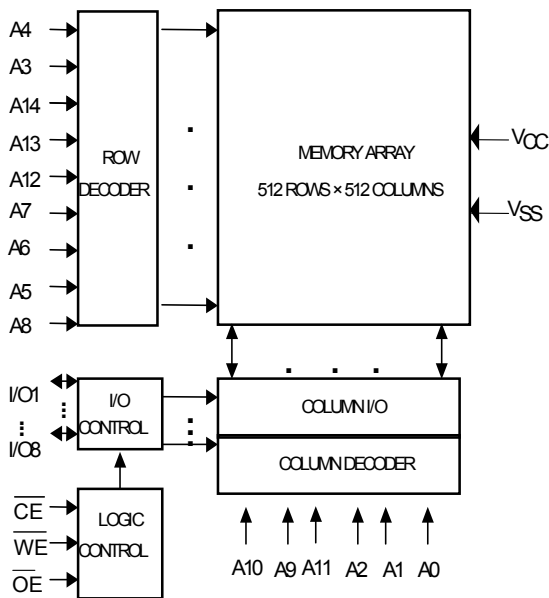 A4
A3
A14
A13
A12
A7
A6
A5
A8
ROW
DECODER
MEMORY ARRAY
512 ROWS × 512 COLUMNS
VCC
VSS
I/O1
I/O8
I/O
CONTROL
COLUMN I/O
COLUMN DECODER
CE
WE
OE
LOGIC
CONTROL
A10 A9 A11 A2 A1 A0